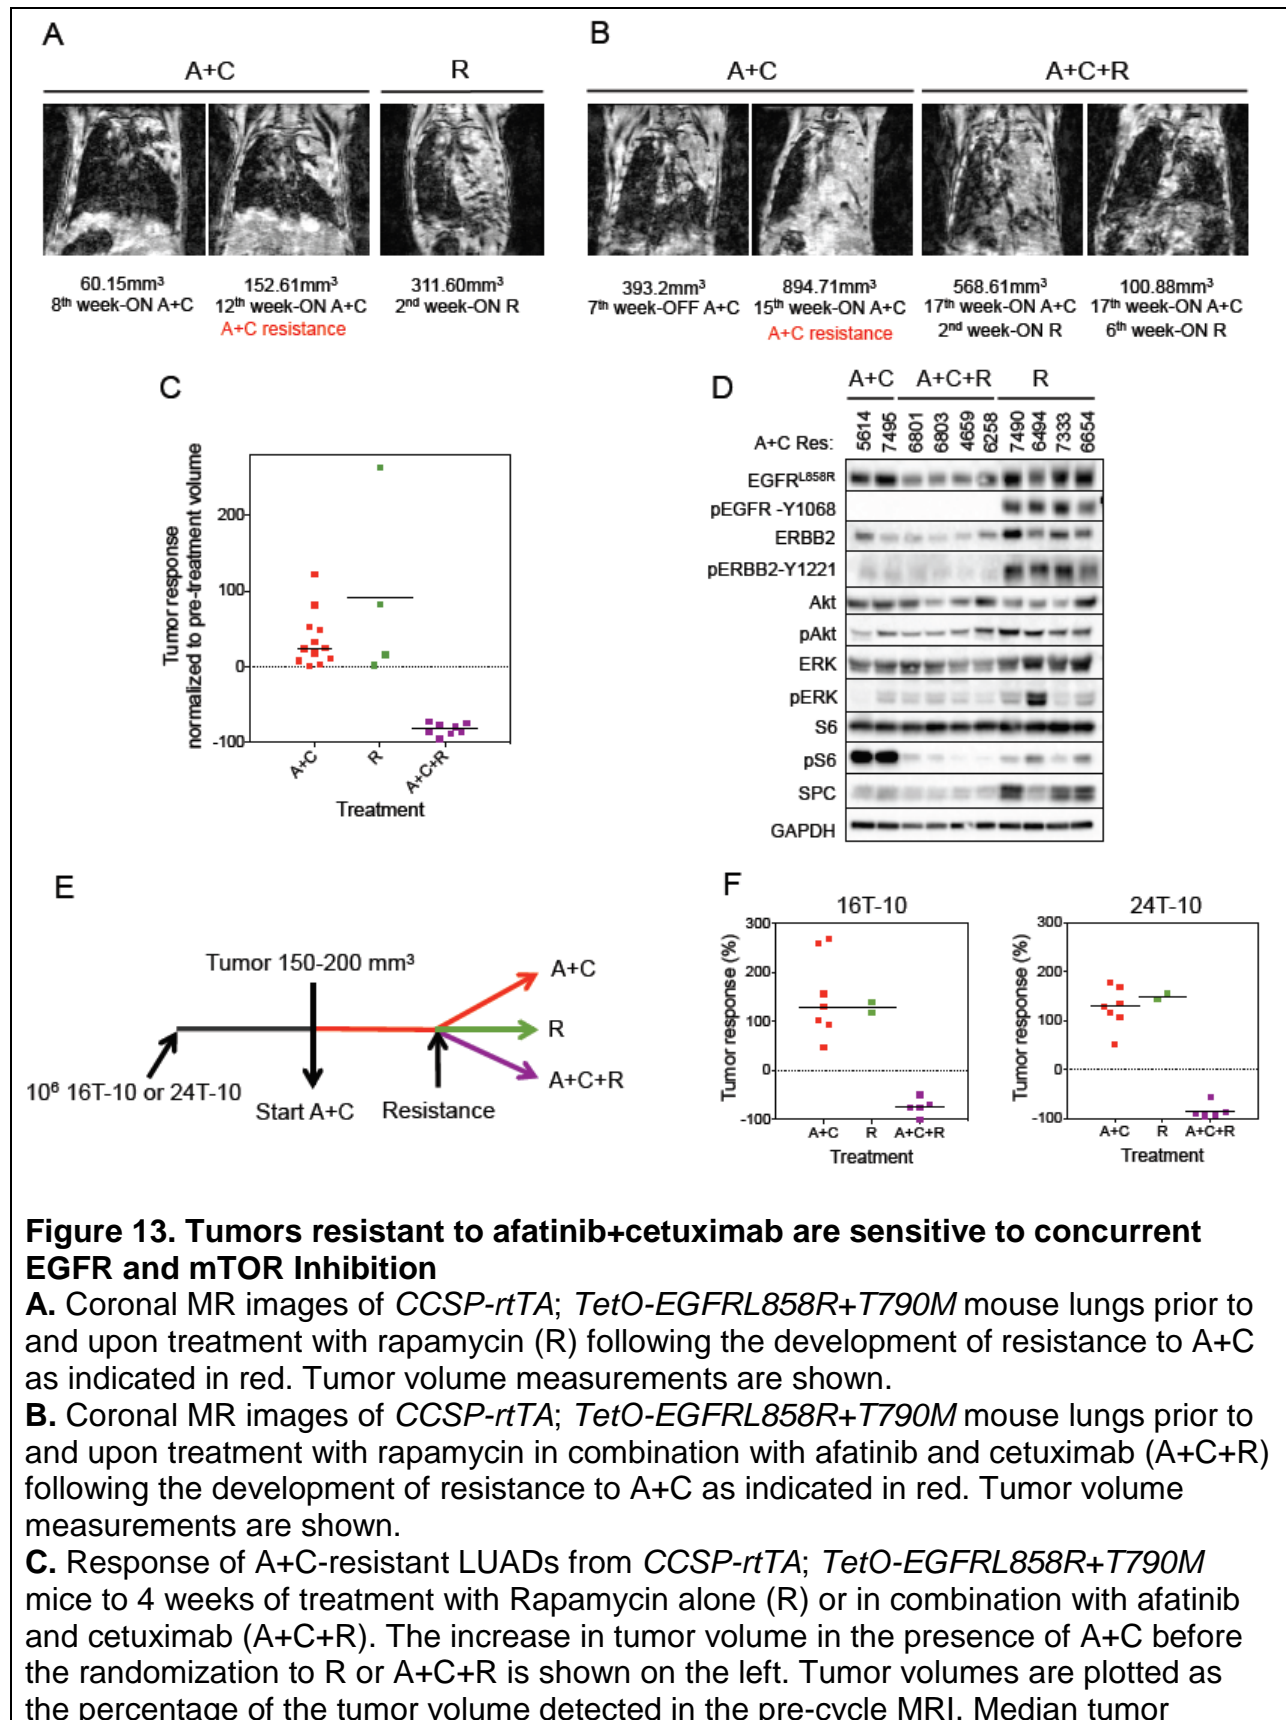 A
A+C
R
60.15mm³
8th week-ON A+C
152.61mm³
12th week-ON A+C
A+C resistance
311.60mm³
2nd week-ON R
B
A+C
A+C+R
393.2mm³
7th week-OFF A+C
894.71mm³
15th week-ON A+C
A+C resistance
568.61mm³
17th week-ON A+C
2nd week-ON R
100.88mm³
17th week-ON A+C
6th week-ON R
C
Tumor response
normalized to pre-treatment volume
200
100
0
-100
A+C
R
A+C+R
Treatment
D
A+C
A+C+R
R
A+C Res:
5614
7495
6801
6803
4659
6258
7490
6494
7333
6654
EGFRL858R
pEGFR -Y1068
ERBB2
pERBB2-Y1221
Akt
pAkt
ERK
pERK
S6
pS6
SPC
GAPDH
E
Tumor 150-200 mm³
10⁶ 16T-10 or 24T-10
Start A+C
Resistance
A+C
R
A+C+R
F
16T-10
Tumor response (%)
300
200
100
0
-100
A+C
R
A+C+R
Treatment
24T-10
Tumor response (%)
300
200
100
0
-100
A+C
R
A+C+R
Treatment
Figure 13. Tumors resistant to afatinib+cetuximab are sensitive to concurrent
EGFR and mTOR Inhibition
A. Coronal MR images of CCSP-rtTA; TetO-EGFRL858R+T790M mouse lungs prior to
and upon treatment with rapamycin (R) following the development of resistance to A+C
as indicated in red. Tumor volume measurements are shown.
B. Coronal MR images of CCSP-rtTA; TetO-EGFRL858R+T790M mouse lungs prior to
and upon treatment with rapamycin in combination with afatinib and cetuximab (A+C+R)
following the development of resistance to A+C as indicated in red. Tumor volume
measurements are shown.
C. Response of A+C-resistant LUADs from CCSP-rtTA; TetO-EGFRL858R+T790M
mice to 4 weeks of treatment with Rapamycin alone (R) or in combination with afatinib
and cetuximab (A+C+R). The increase in tumor volume in the presence of A+C before
the randomization to R or A+C+R is shown on the left. Tumor volumes are plotted as
the percentage of the tumor volume detected in the pre-cycle MRI. Median tumor